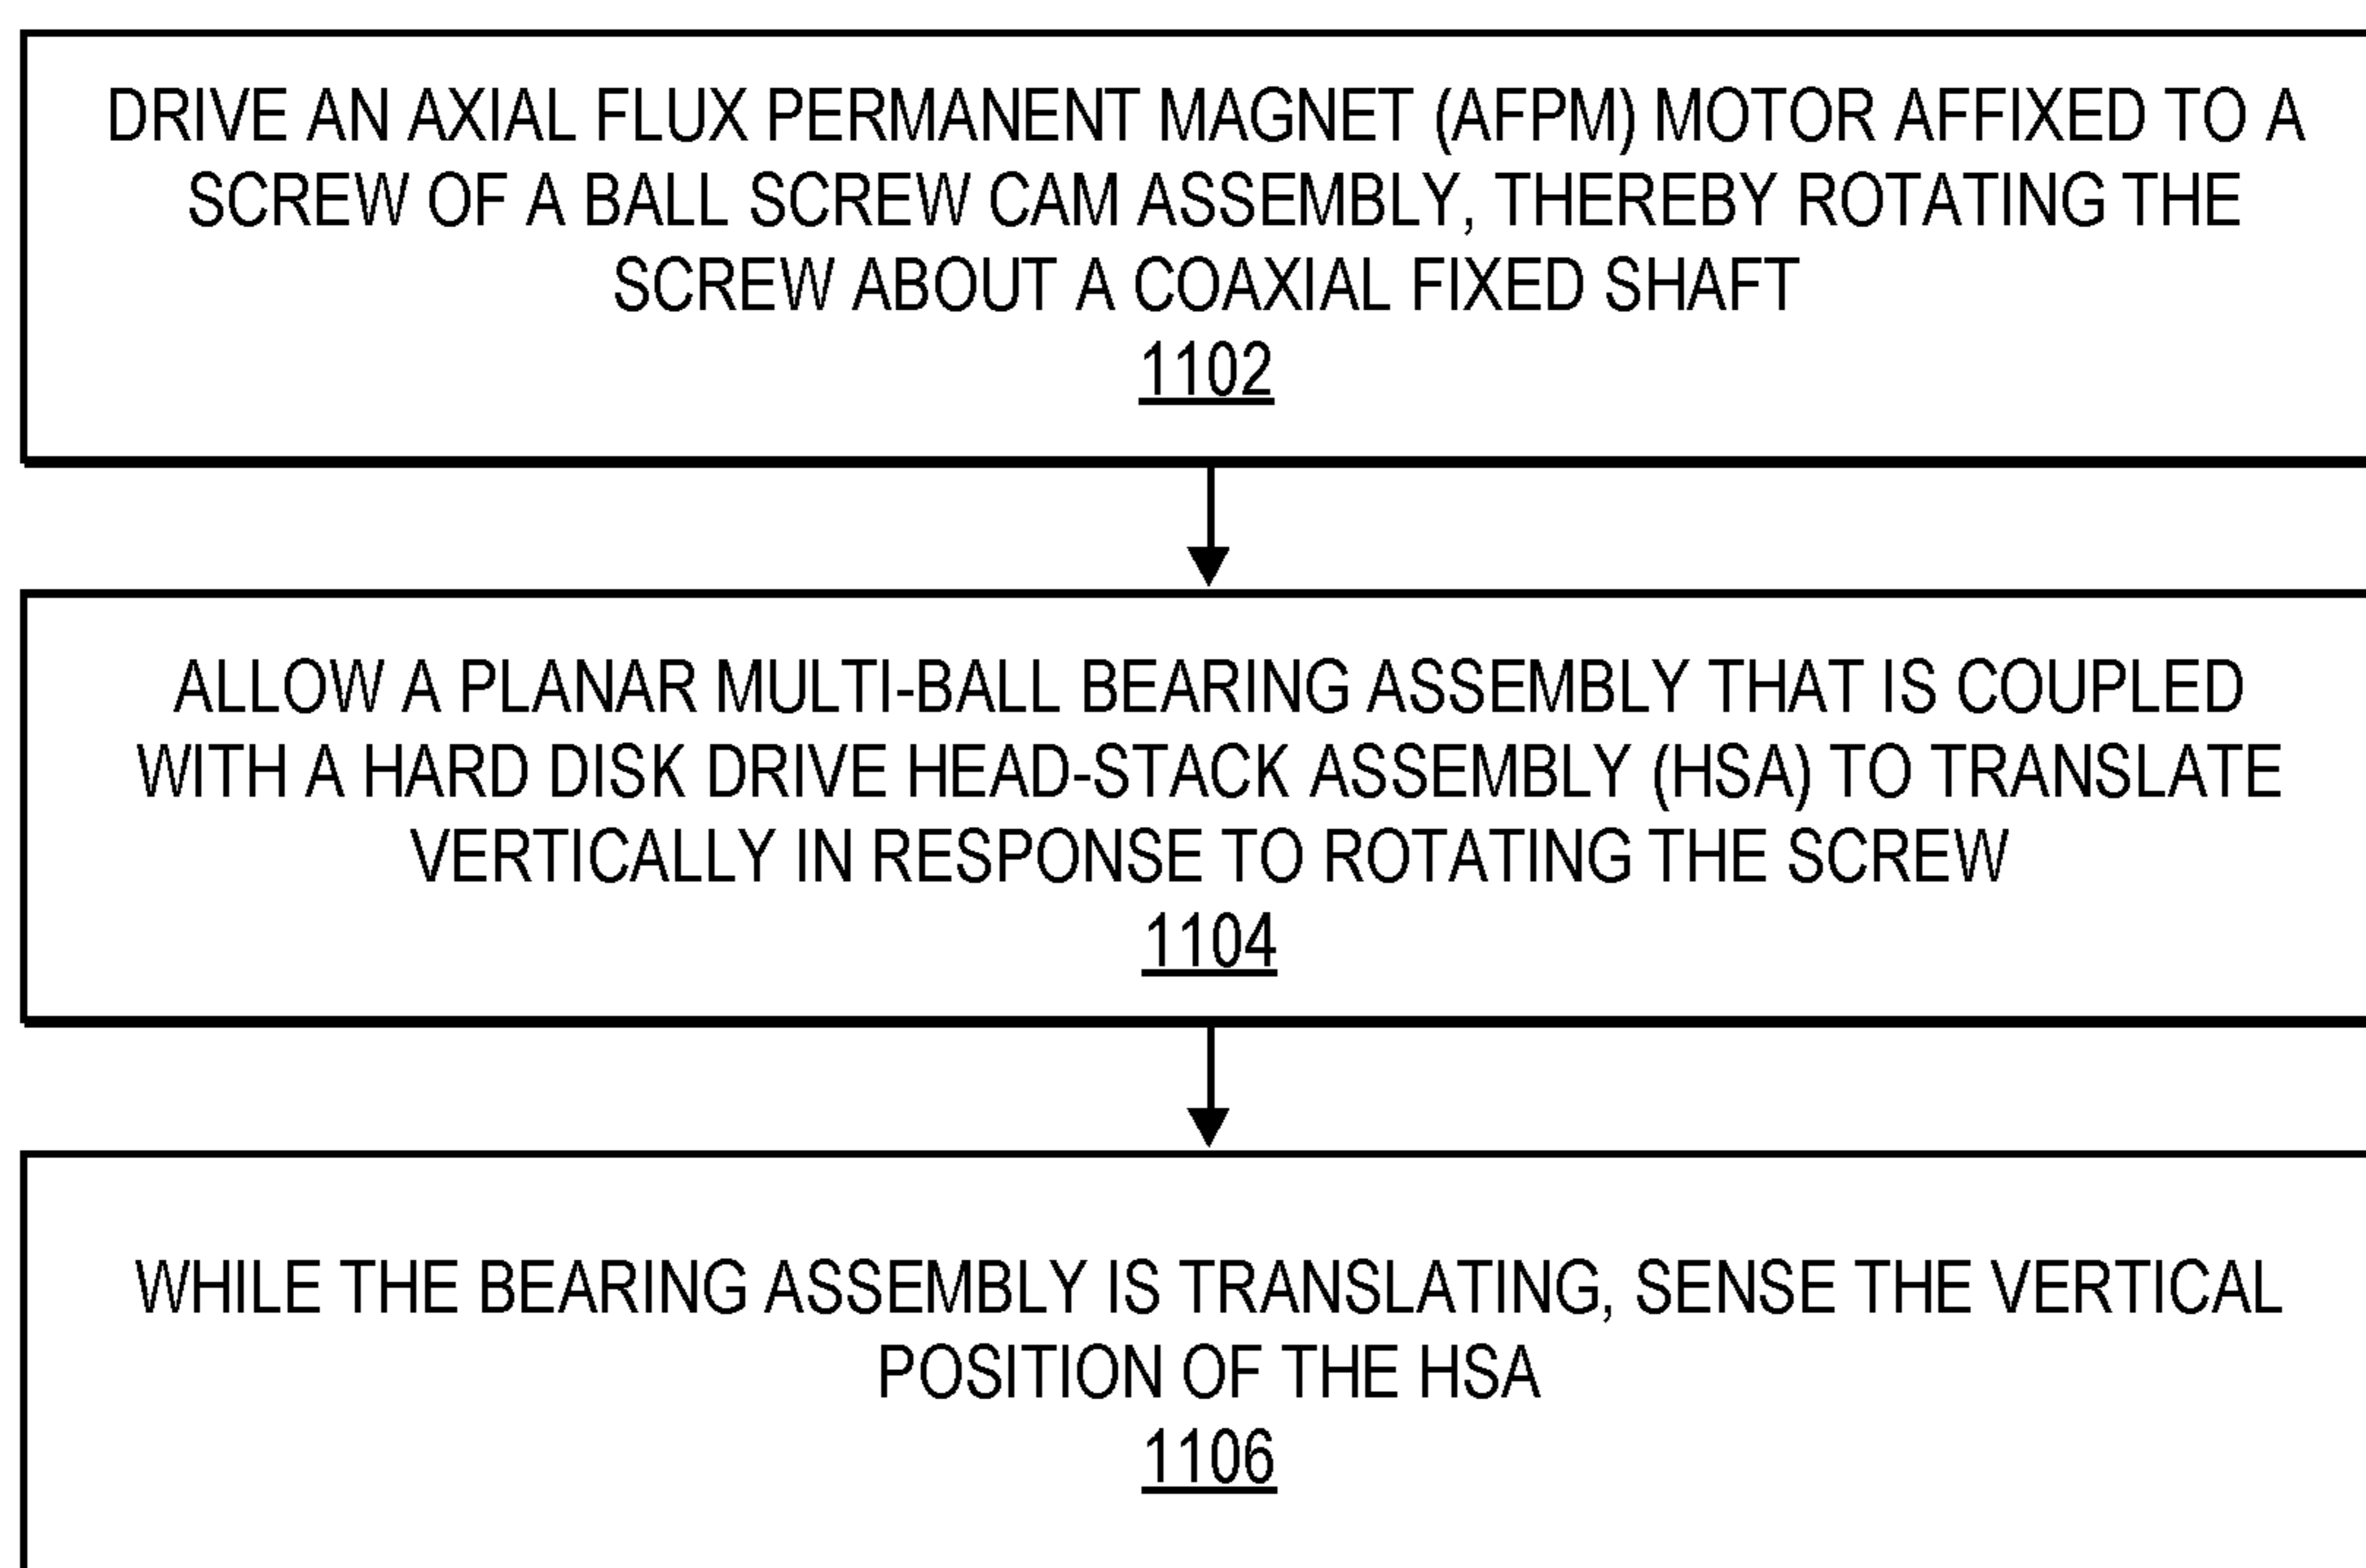 DRIVE AN AXIAL FLUX PERMANENT MAGNET (AFPM) MOTOR AFFIXED TO A
SCREW OF A BALL SCREW CAM ASSEMBLY, THEREBY ROTATING THE
SCREW ABOUT A COAXIAL FIXED SHAFT
1102
ALLOW A PLANAR MULTI-BALL BEARING ASSEMBLY THAT IS COUPLED
WITH A HARD DISK DRIVE HEAD-STACK ASSEMBLY (HSA) TO TRANSLATE
VERTICALLY IN RESPONSE TO ROTATING THE SCREW
1104
WHILE THE BEARING ASSEMBLY IS TRANSLATING, SENSE THE VERTICAL
POSITION OF THE HSA
1106